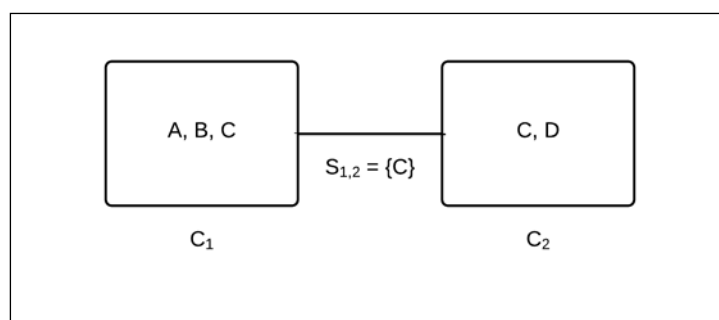 A, B, C
C, D
S₁,₂ = {C}
C₁
C₂